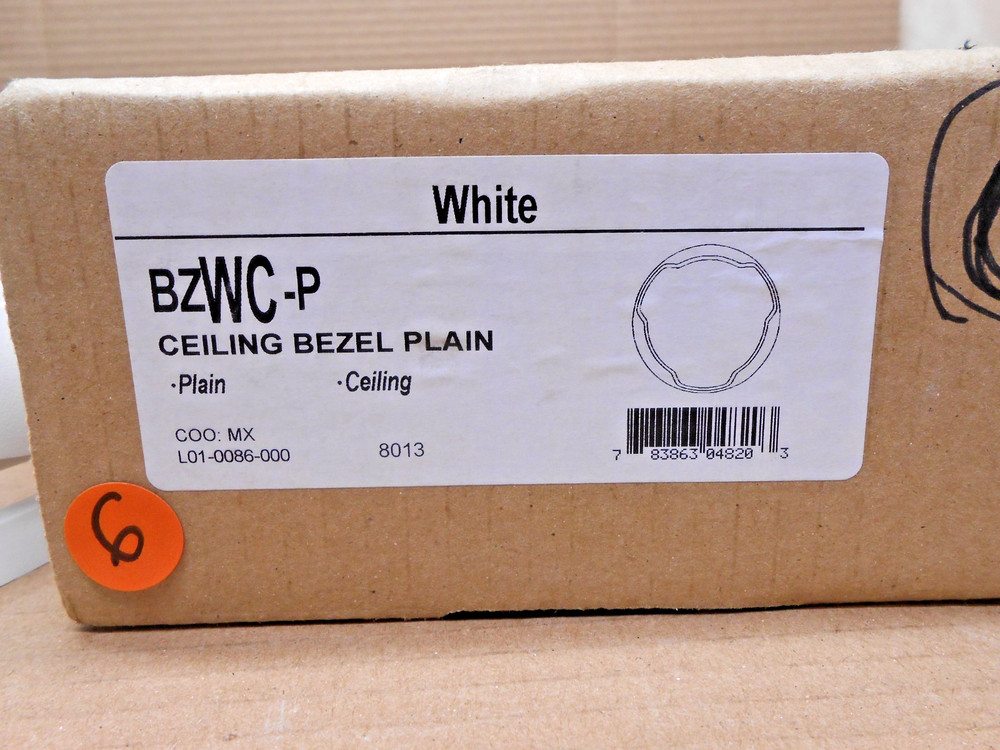 White
BZWC-P
CEILING BEZEL PLAIN
·Plain ·Ceiling
COO: MX
L01-0086-000 8013
7 83863 04820 3
6